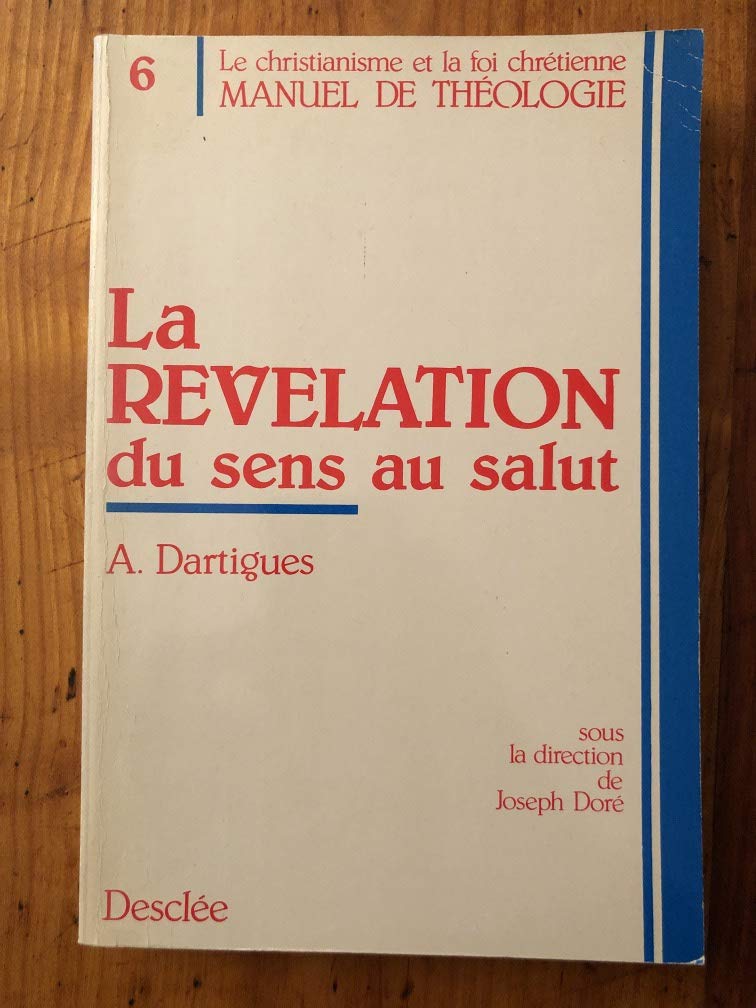 6
Le christianisme et la foi chrétienne
MANUEL DE THÉOLOGIE
La
REVELATION
du sens au salut
A. Dartigues
sous
la direction
de
Joseph Doré
Desclée